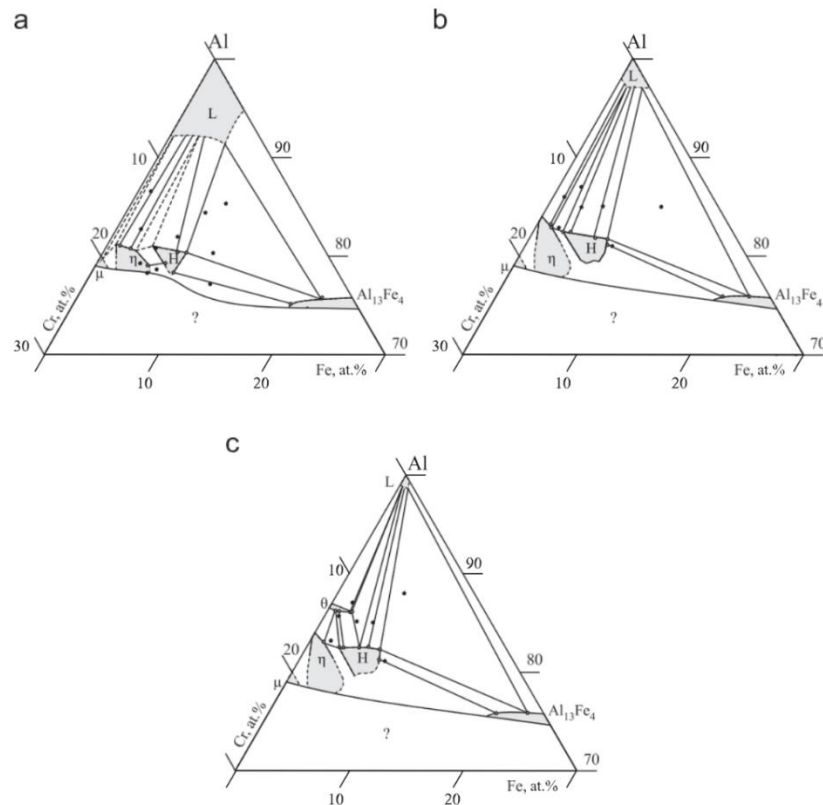 a
Al
L
10
90
20
80
μ
η
H
Al13Fe4
Cr, at.%
?
30
70
10
20
Fe, at.%
b
Al
L
10
90
20
80
μ
η
H
Al13Fe4
Cr, at.%
?
30
70
10
20
Fe, at.%
c
Al
L
10
90
θ
20
80
μ
η
H
Al13Fe4
Cr, at.%
?
70
10
20
Fe, at.%